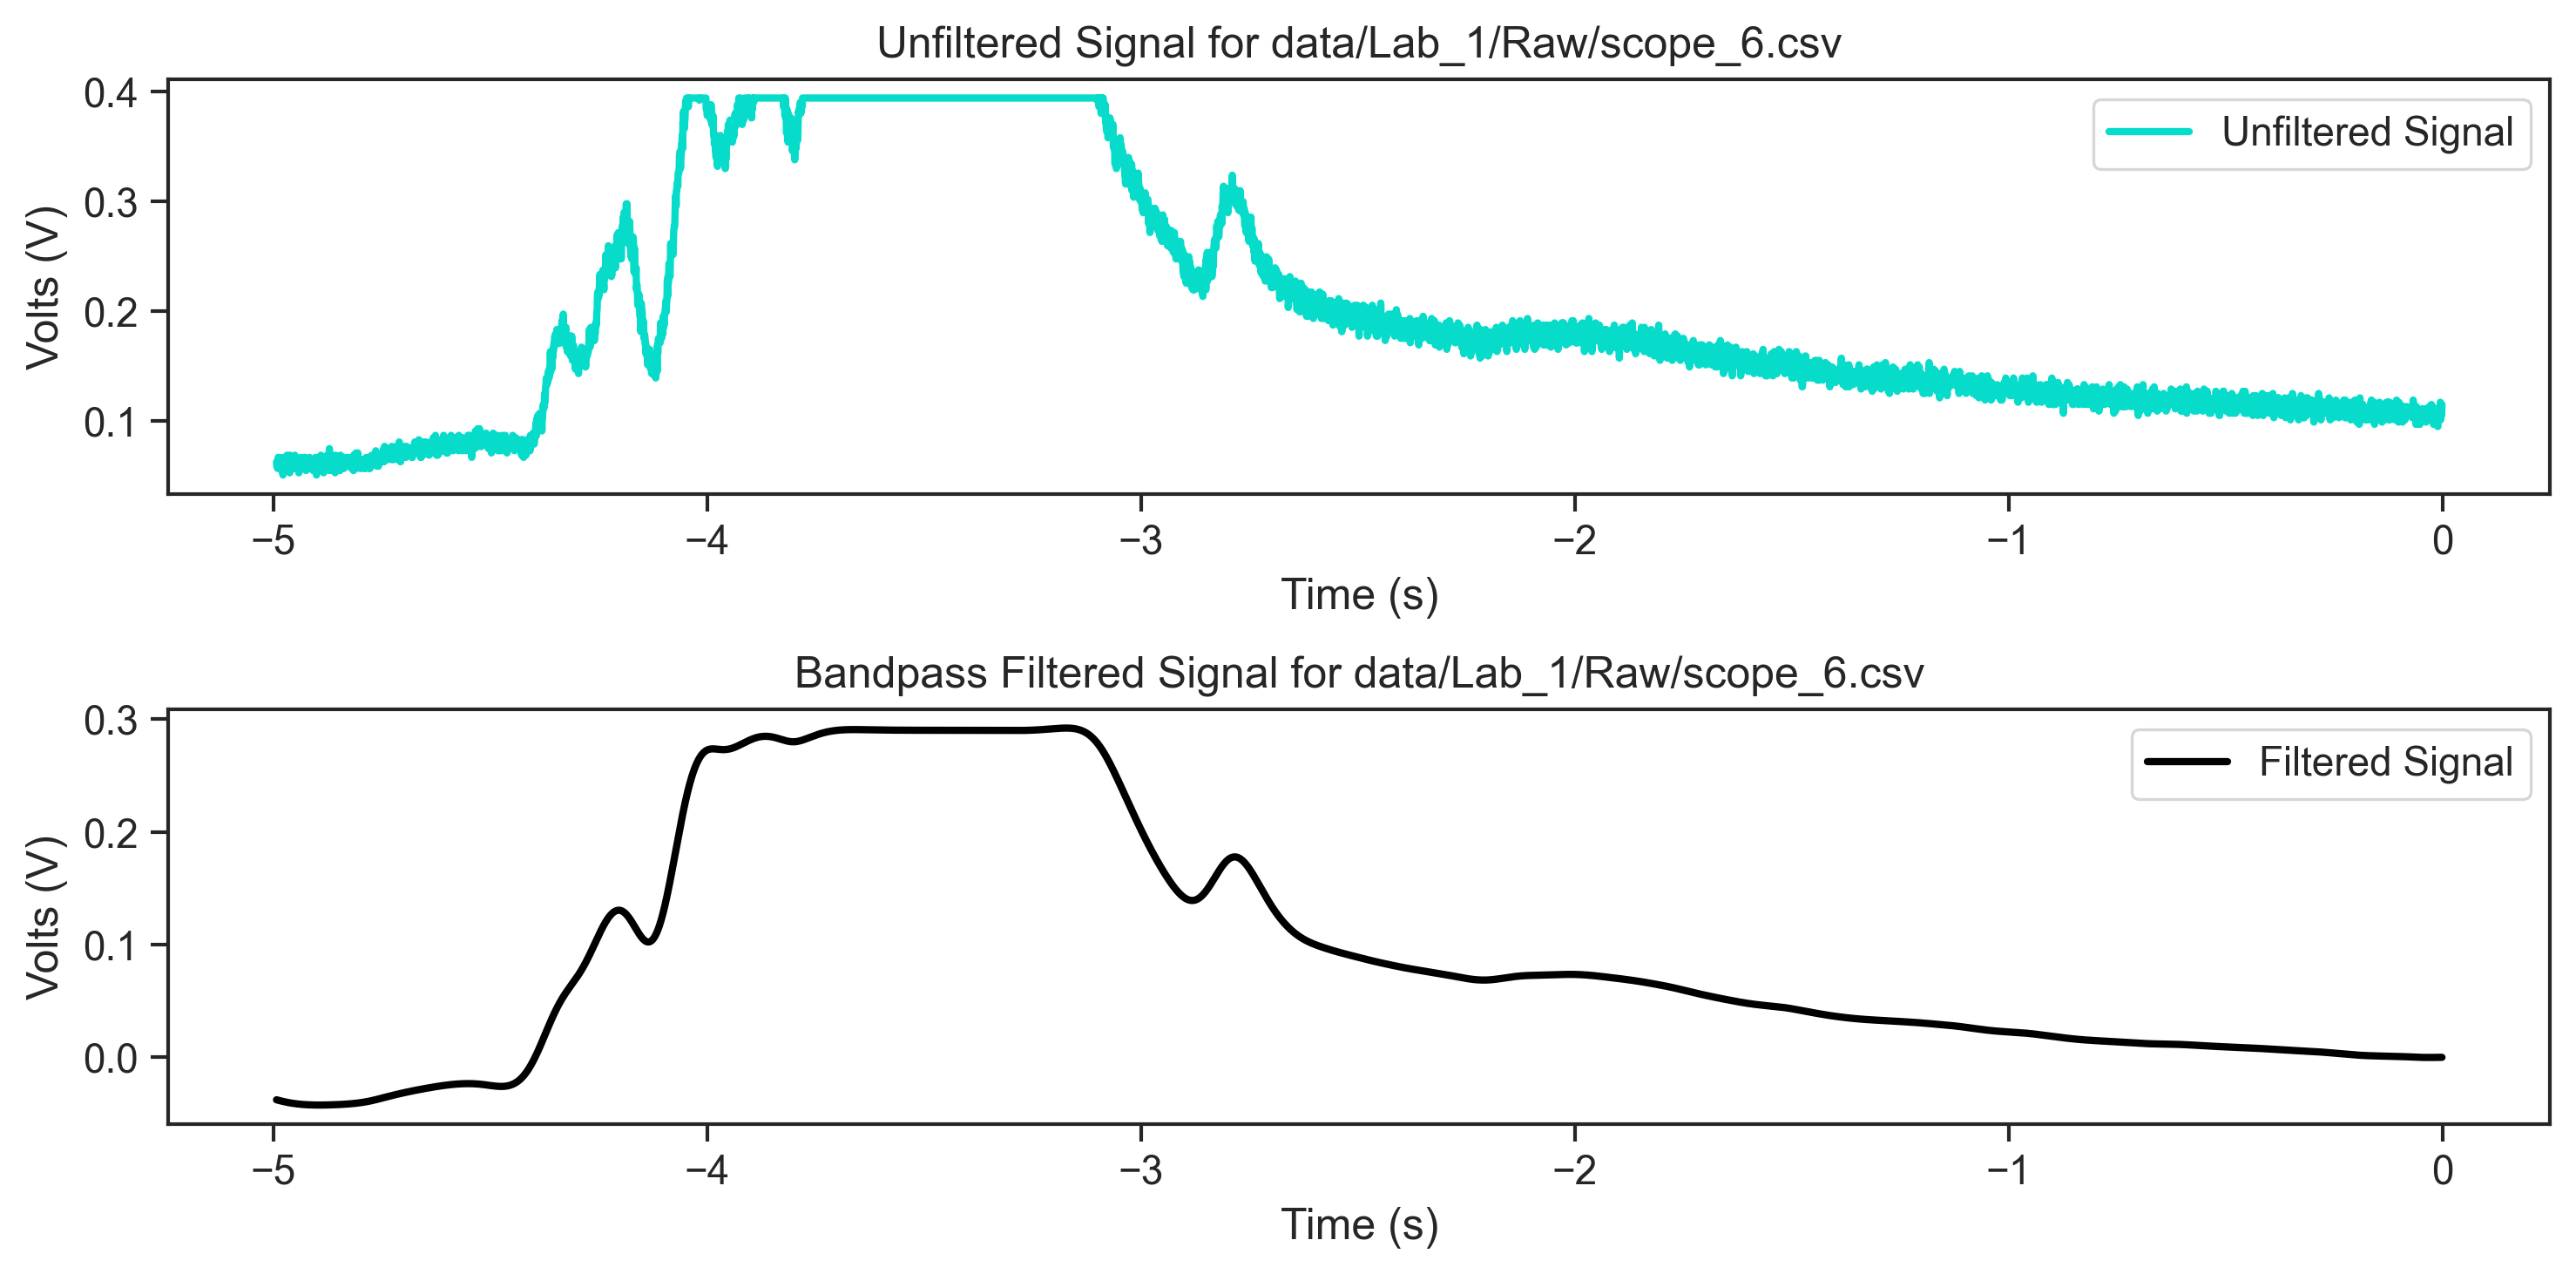 Unfiltered Signal for data/Lab_1/Raw/scope_6.csv
0.4
0.3
0.2
0.1
Volts (V)
Unfiltered Signal
−5 −4 −3 −2 −1 0
Time (s)
Bandpass Filtered Signal for data/Lab_1/Raw/scope_6.csv
0.3
0.2
0.1
0.0
Volts (V)
Filtered Signal
−5 −4 −3 −2 −1 0
Time (s)